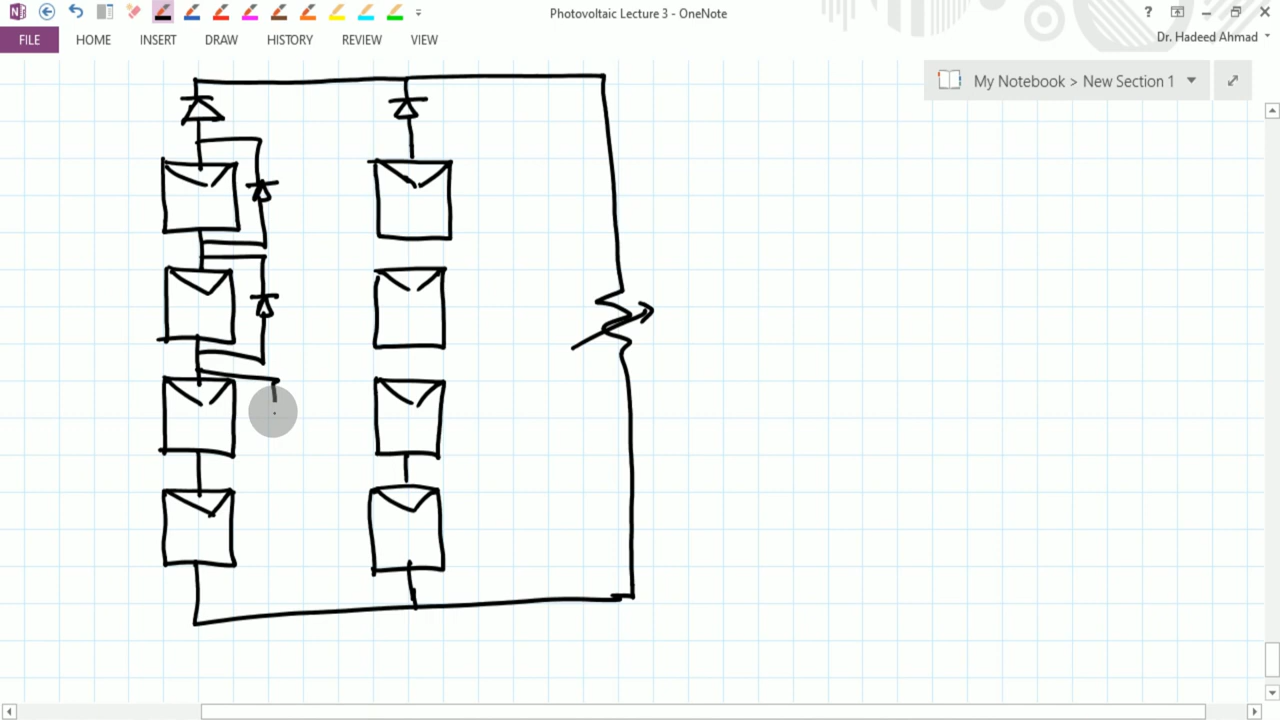 Photovoltaic Lecture 3 - OneNote
?
Dr. Hadeed Ahmad
FILE HOME INSERT DRAW HISTORY REVIEW VIEW
My Notebook > New Section 1